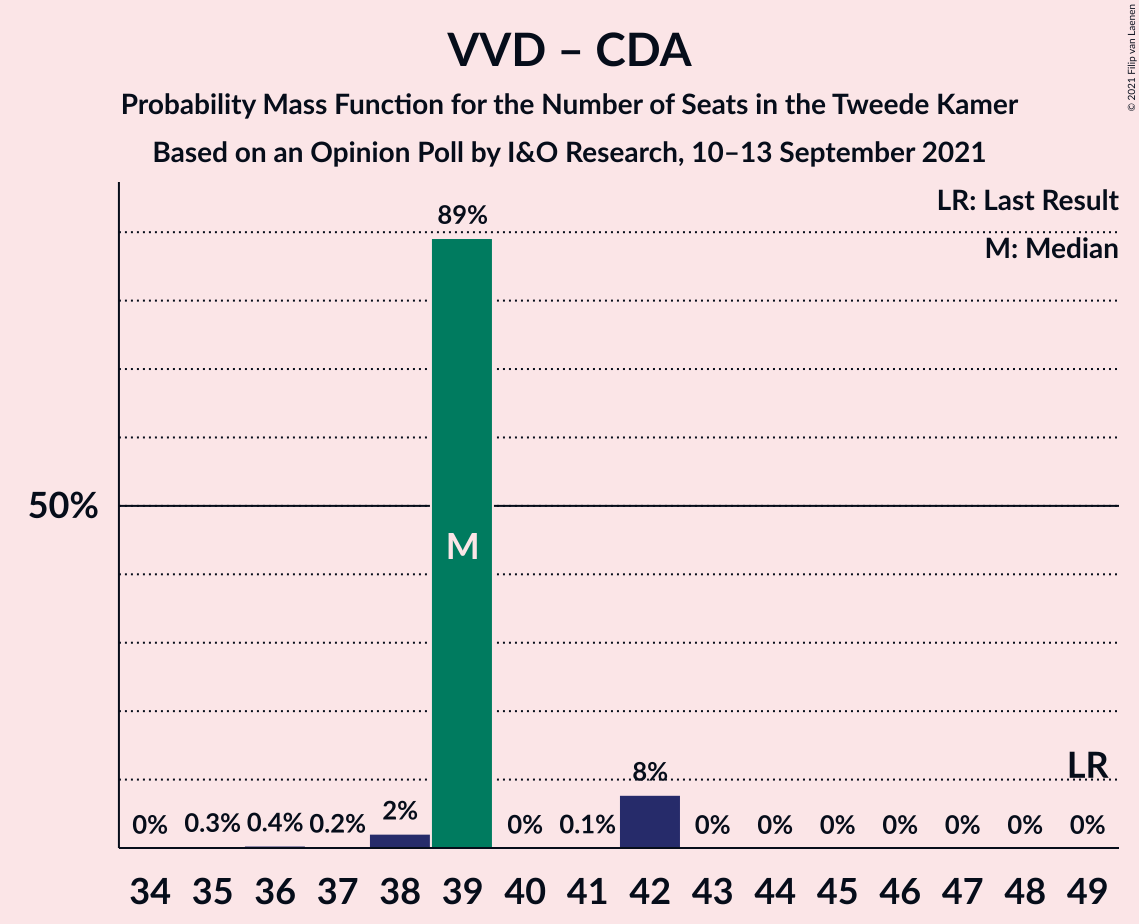 © 2021 Filip van Laenen
VVD – CDA
Probability Mass Function for the Number of Seats in the Tweede Kamer
Based on an Opinion Poll by I&O Research, 10–13 September 2021
LR: Last Result
M: Median
89%
50%
M
LR
0% 0.3% 0.4% 0.2% 2% 0% 0.1% 8% 0% 0% 0% 0% 0% 0% 0%
34 35 36 37 38 39 40 41 42 43 44 45 46 47 48 49